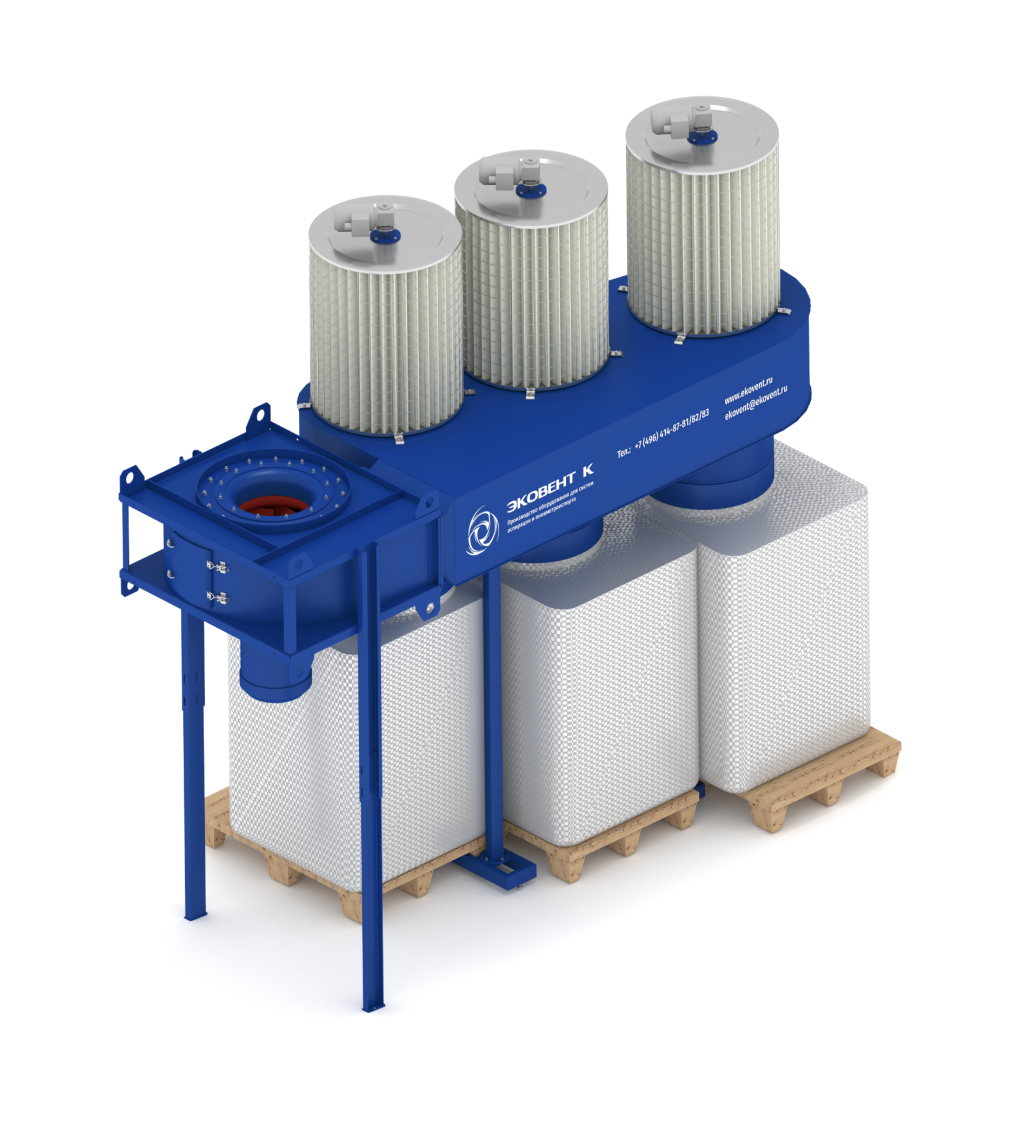 ЭКОВЕНТ К
Производство оборудования для систем
аспирации и пневмотранспорта
Тел.: +7 (496) 414-87-81/82/83
www.ekovent.ru
ekovent@ekovent.ru